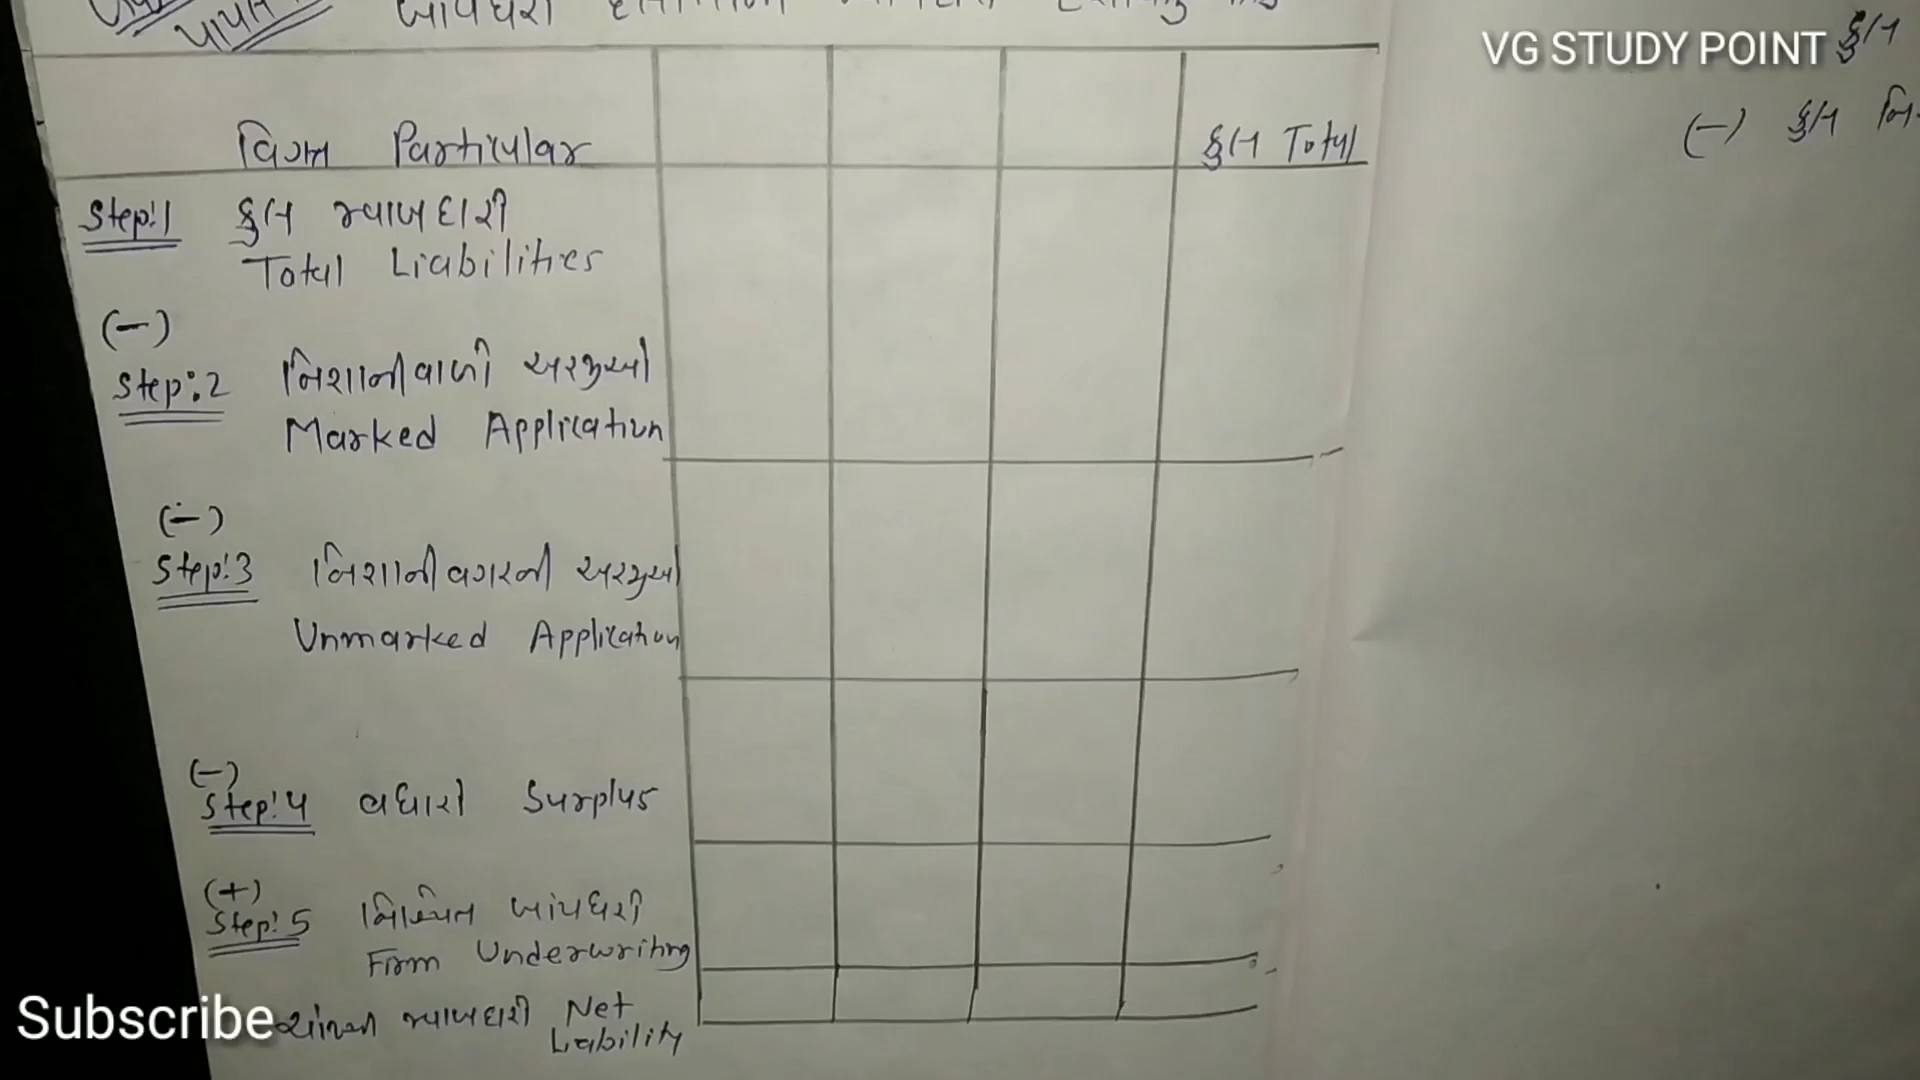 VG STUDY POINT કુલ
(-) કુલ
વિગત Particular કુલ Total
Step:1 કુલ જવાબદારી
Total Liabilities
(-)
Step:2 નિશાનીવાળી અરજીઓ
Marked Application
(-)
Step:3 નિશાનીવગરની અરજીઓ
Unmarked Application
(-)
Step:4 વધારો Surplus
(+)
Step:5 નિશ્ચિત બાંયધરી
Firm Underwriting
Subscribe ચોખ્ખી જવાબદારી Net
Liability